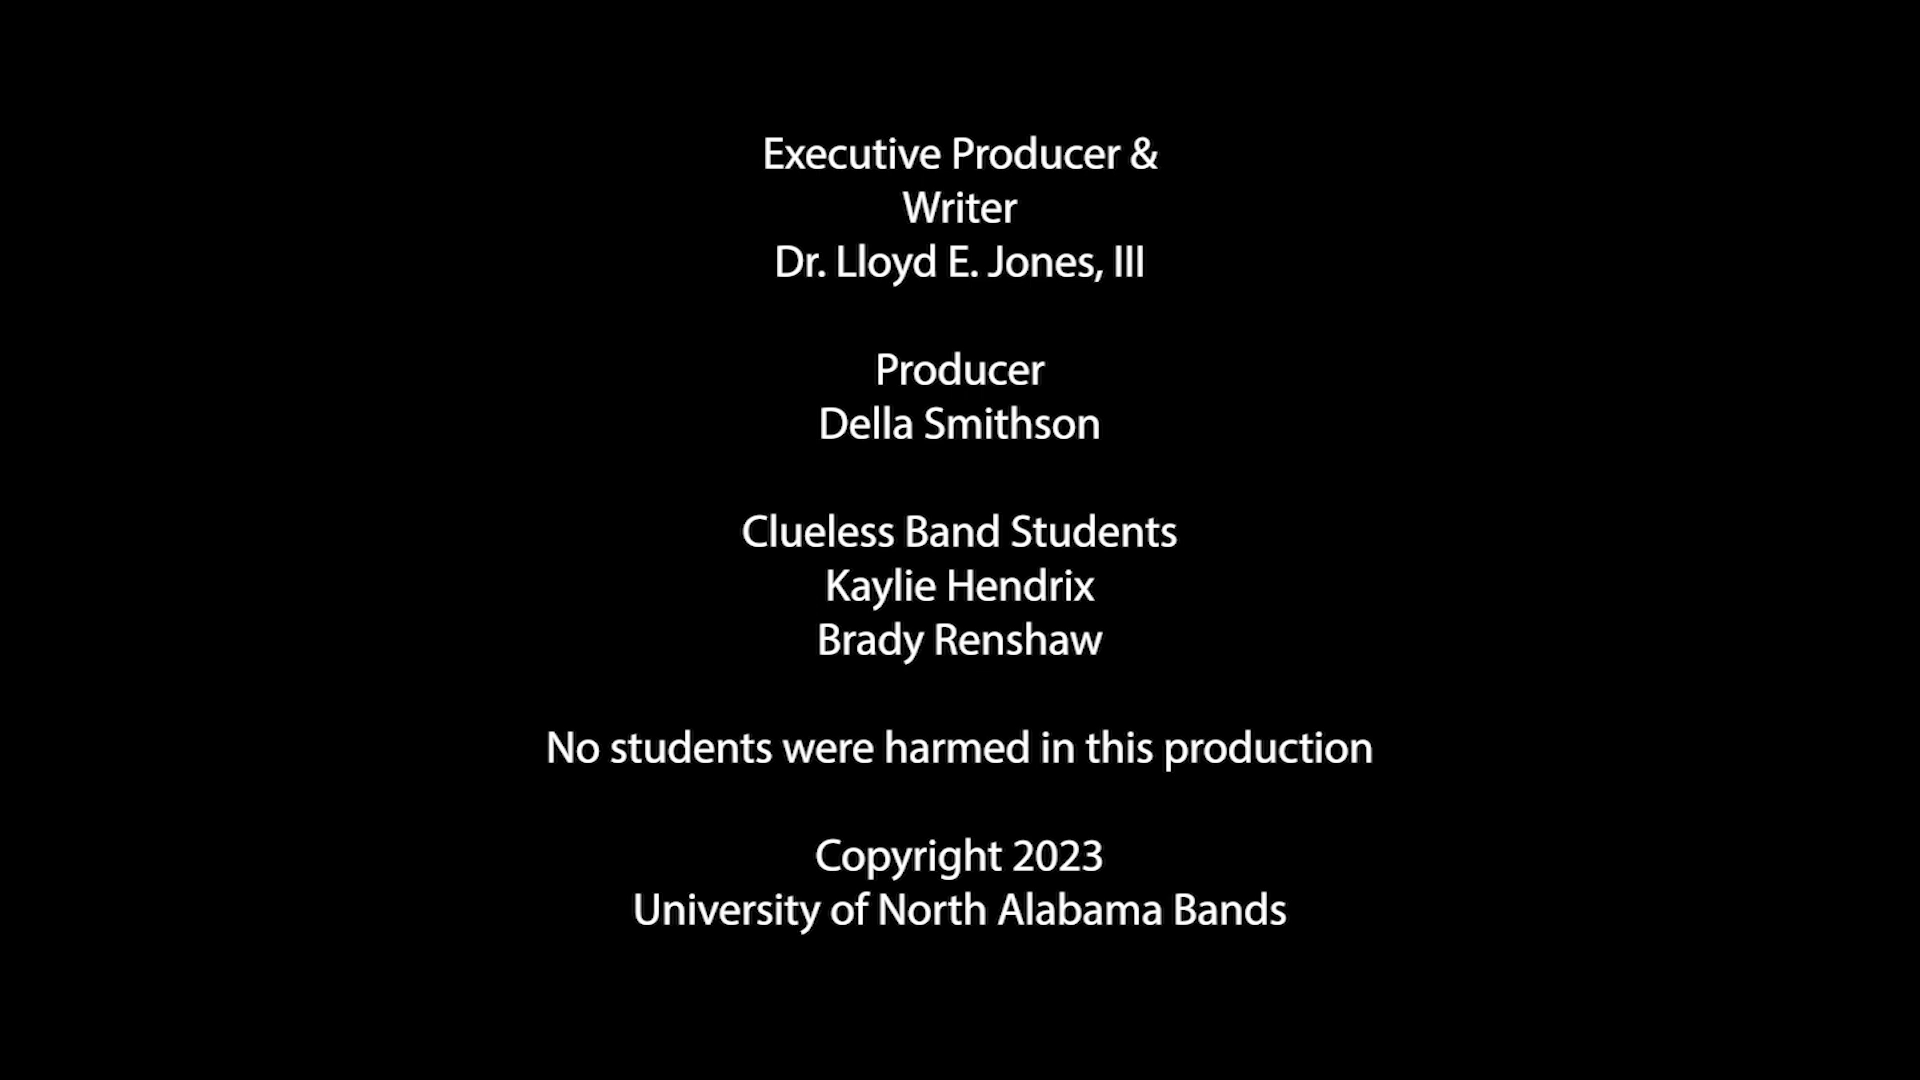 Executive Producer &
Writer
Dr. Lloyd E. Jones, III
Producer
Della Smithson
Clueless Band Students
Kaylie Hendrix
Brady Renshaw
No students were harmed in this production
Copyright 2023
University of North Alabama Bands